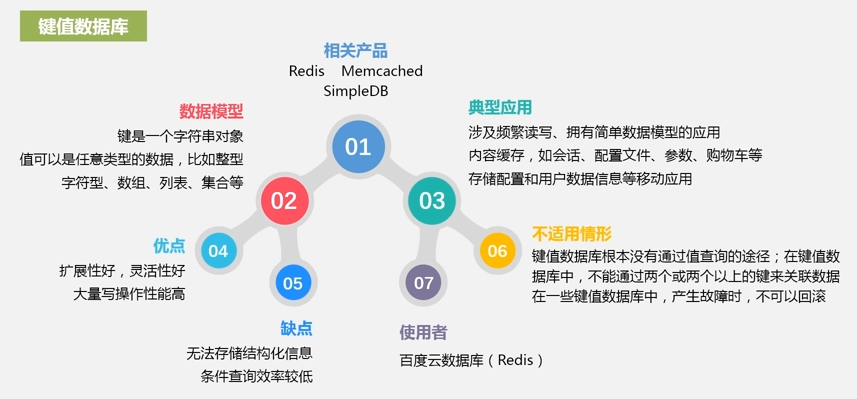 键值数据库
相关产品
Redis Memcached
SimpleDB
01
数据模型
键是一个字符串对象
值可以是任意类型的数据，比如整型
字符型、数组、列表、集合等
02
典型应用
涉及频繁读写、拥有简单数据模型的应用
内容缓存，如会话、配置文件、参数、购物车等
存储配置和用户数据信息等移动应用
03
优点
扩展性好，灵活性好
大量写操作性能高
04
缺点
无法存储结构化信息
条件查询效率较低
05
不适用情形
键值数据库根本没有通过值查询的途径；在键值数
据库中，不能通过两个或两个以上的键来关联数据
在一些键值数据库中，产生故障时，不可以回滚
06
使用者
百度云数据库（Redis）
07